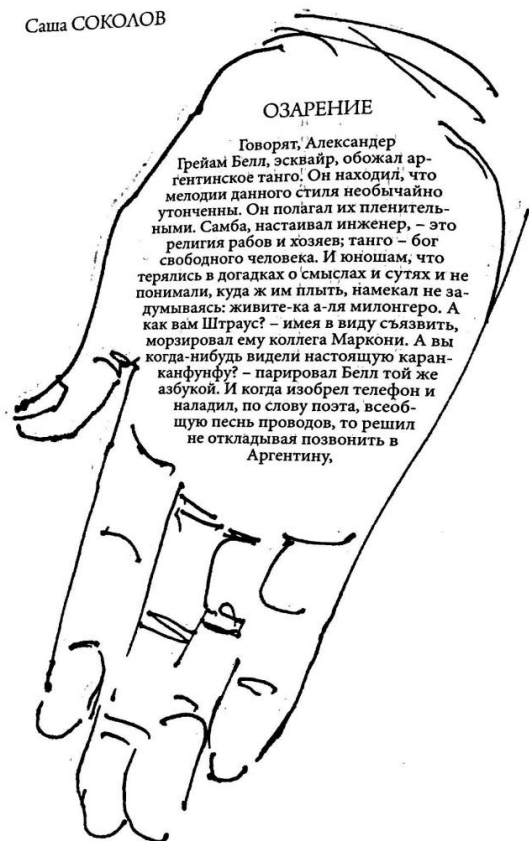 Саша СОКОЛОВ
ОЗАРЕНИЕ
Говорят, Александер
Грейам Белл, эсквайр, обожал ар-
гентинское танго. Он находил, что
мелодии данного стиля необычайно
утонченны. Он полагал их пленитель-
ными. Самба, настаивал инженер, – это
религия рабов и хозяев; танго – бог
свободного человека. И юношам, что
терялись в догадках о смыслах и сутях и не
понимали, куда ж им плыть, намекал не за-
думываясь: живите-ка а-ля милонгеро. А
как вам Штраус? – имея в виду съязвить,
морзировал ему коллега Маркони. А вы
когда-нибудь видели настоящую каран-
канфунфу? – парировал Белл той же
азбукой. И когда изобрел телефон и
наладил, по слову поэта, всеоб-
щую песнь проводов, то решил
не откладывая позвонить в
Аргентину,